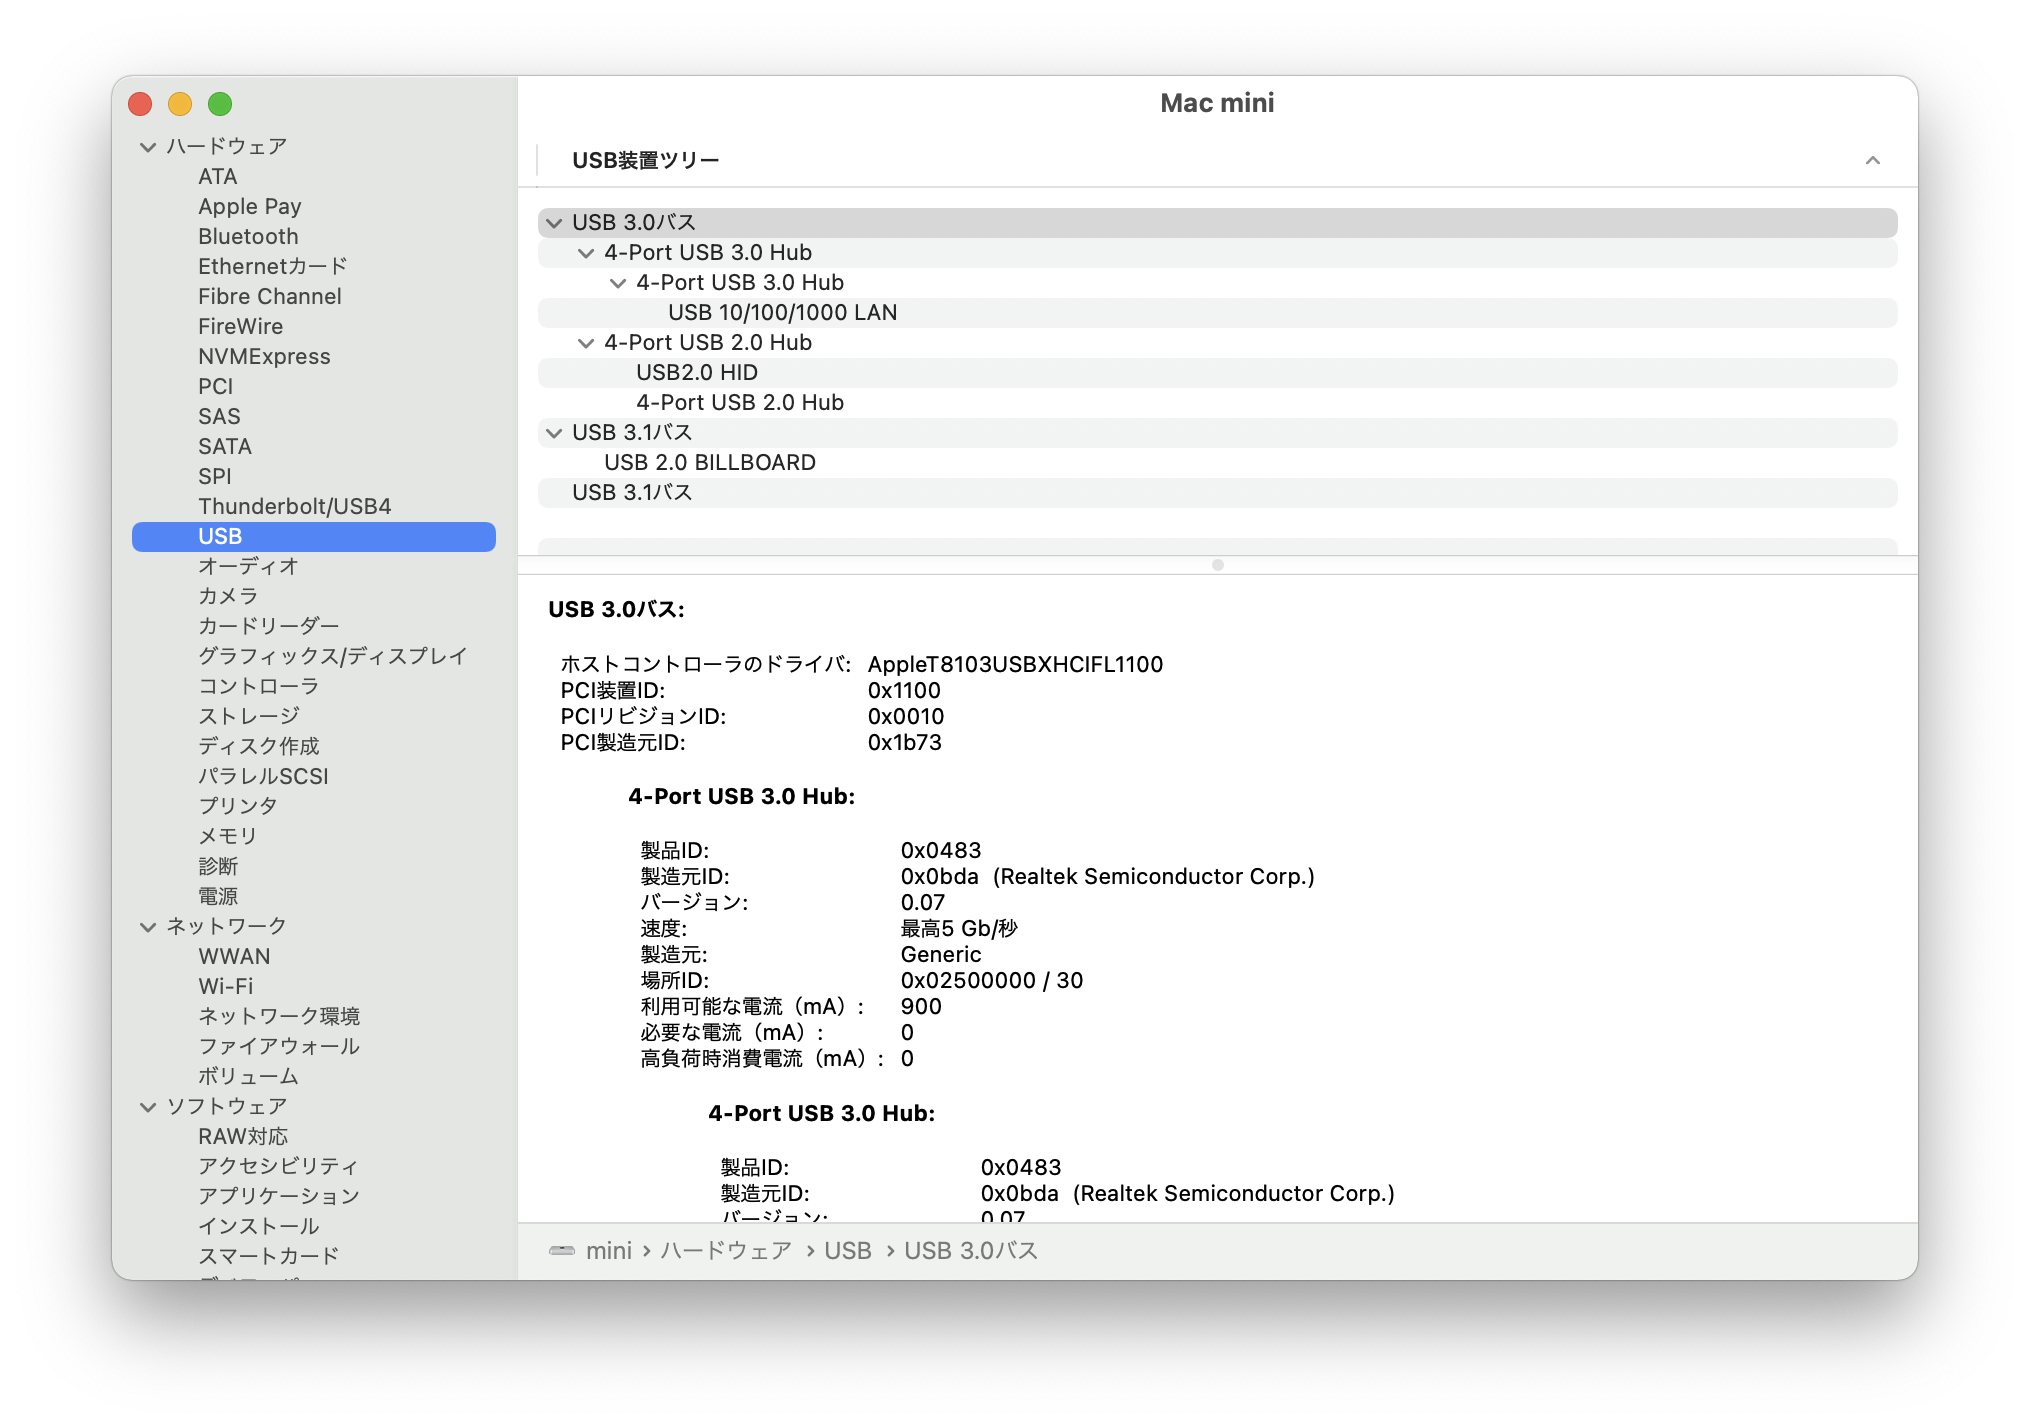 Mac mini
ハードウェア
ATA
Apple Pay
Bluetooth
Ethernetカード
Fibre Channel
FireWire
NVMExpress
PCI
SAS
SATA
SPI
Thunderbolt/USB4
USB
オーディオ
カメラ
カードリーダー
グラフィックス/ディスプレイ
コントローラ
ストレージ
ディスク作成
パラレルSCSI
プリンタ
メモリ
診断
電源
ネットワーク
WWAN
Wi-Fi
ネットワーク環境
ファイアウォール
ボリューム
ソフトウェア
RAW対応
アクセシビリティ
アプリケーション
インストール
スマートカード
USB装置ツリー
USB 3.0バス
4-Port USB 3.0 Hub
4-Port USB 3.0 Hub
USB 10/100/1000 LAN
4-Port USB 2.0 Hub
USB2.0 HID
4-Port USB 2.0 Hub
USB 3.1バス
USB 2.0 BILLBOARD
USB 3.1バス
USB 3.0バス:
ホストコントローラのドライバ: AppleT8103USBXHCIFL1100
PCI装置ID: 0x1100
PCIリビジョンID: 0x0010
PCI製造元ID: 0x1b73
4-Port USB 3.0 Hub:
製品ID: 0x0483
製造元ID: 0x0bda (Realtek Semiconductor Corp.)
バージョン: 0.07
速度: 最高5 Gb/秒
製造元: Generic
場所ID: 0x02500000 / 30
利用可能な電流（mA）: 900
必要な電流（mA）: 0
高負荷時消費電流（mA）: 0
4-Port USB 3.0 Hub:
製品ID: 0x0483
製造元ID: 0x0bda (Realtek Semiconductor Corp.)
バージョン: 0.07
mini › ハードウェア › USB › USB 3.0バス